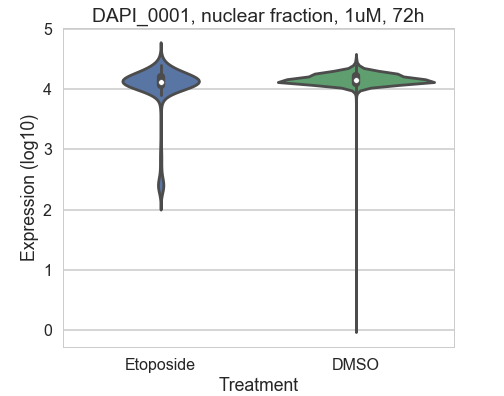 DAPI_0001, nuclear fraction, 1uM, 72h
Expression (log10)
5
4
3
2
1
0
Etoposide DMSO
Treatment